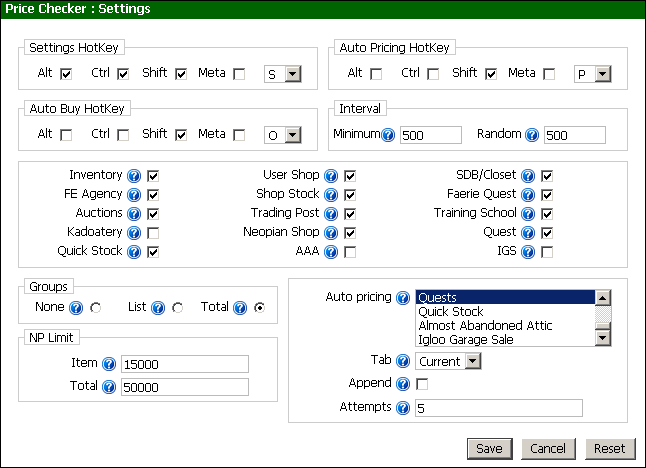 Price Checker : Settings
Settings HotKey
Auto Pricing HotKey
Alt Ctrl Shift Meta S
Alt Ctrl Shift Meta P
Auto Buy HotKey
Interval
Alt Ctrl Shift Meta O
Minimum ? 500 Random ? 500
Inventory ? User Shop ? SDB/Closet ?
FE Agency ? Shop Stock ? Faerie Quest ?
Auctions ? Trading Post ? Training School ?
Kadoatery ? Neopian Shop ? Quest ?
Quick Stock ? AAA ? IGS ?
Groups
None ? List ? Total ?
NP Limit
Item ? 15000
Total ? 50000
Auto pricing ? Quests
Quick Stock
Almost Abandoned Attic
Igloo Garage Sale
Tab ? Current
Append ?
Attempts ? 5
Save Cancel Reset